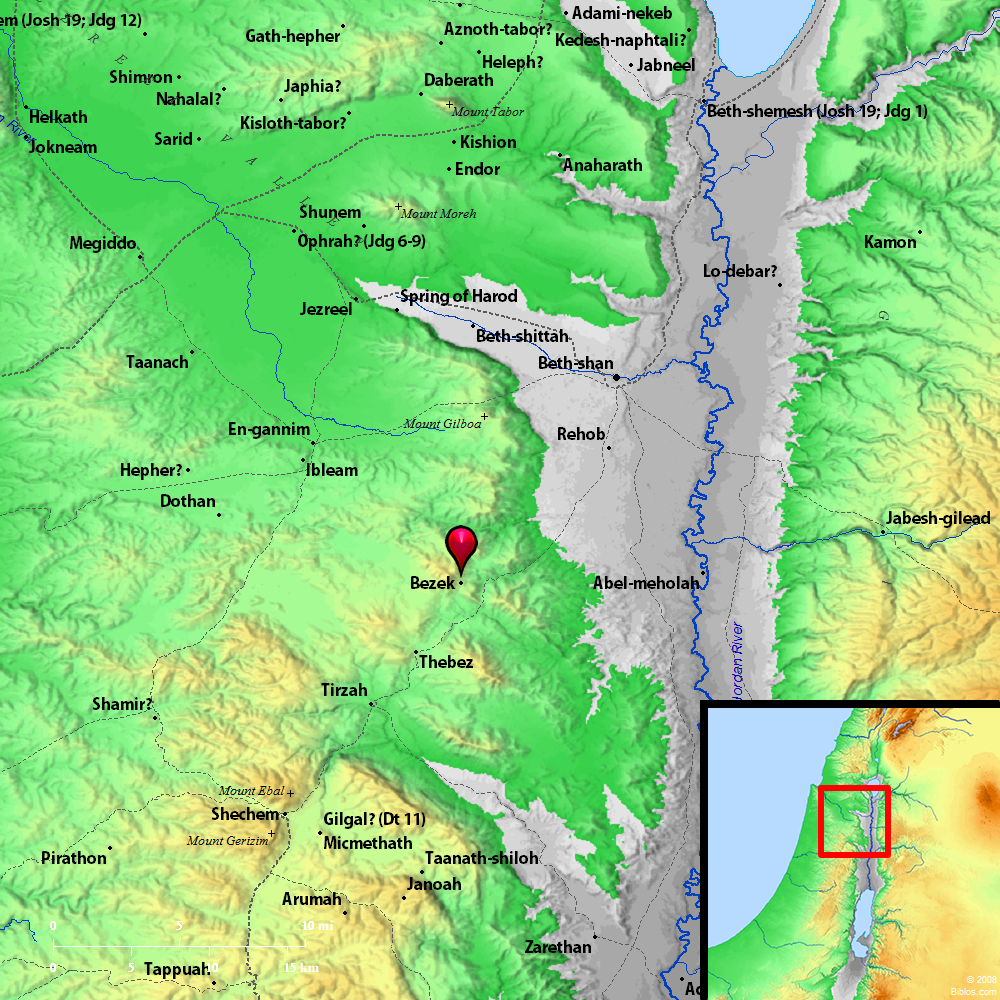 em (Josh 19; Jdg 12)
Adami-nekeb
Gath-hepher
Aznoth-tabor?
Kedesh-naphtali?
Heleph?
Jabneel
Shimron
Japhia?
Daberath
Nahalal?
Mount Tabor
Beth-shemesh (Josh 19; Jdg 1)
Helkath
Kisloth-tabor?
River
Sarid
Kishion
Jokneam
Endor
Anaharath
Shunem
Mount Moreh
Megiddo
Ophrah? (Jdg 6-9)
Kamon
Lo-debar?
Jezreel
Spring of Harod
G
Beth-shittah
Taanach
Beth-shan
Mount Gilboa
En-gannim
Rehob
Hepher?
Ibleam
Dothan
Jabesh-gilead
Bezek
Abel-meholah
Jordan River
Thebez
Tirzah
Shamir?
Mount Ebal
Shechem
Gilgal? (Dt 11)
Mount Gerizim
Micmethath
Pirathon
Taanath-shiloh
Janoah
Arumah
0 5 10 mi
Zarethan
0 5 10 15 km
Tappuah
© 2008
Biblos.com